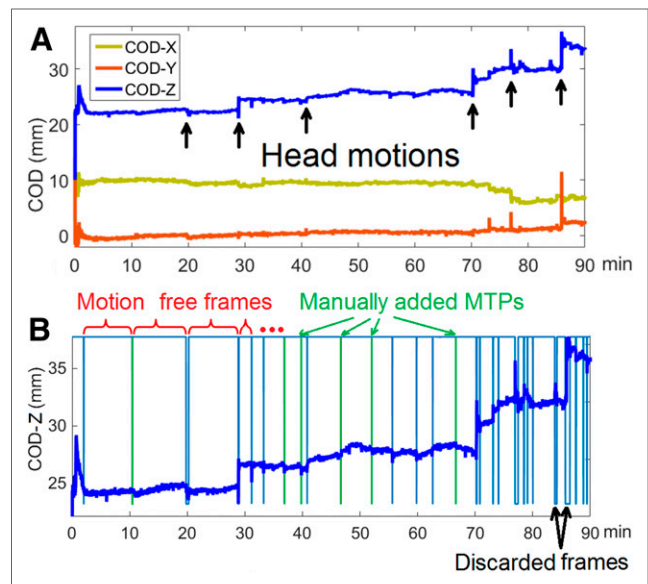 A
COD-X
COD-Y
COD-Z
30
20
10
0
COD (mm)
Head motions
0 10 20 30 40 50 60 70 80 90 min
Motion free frames
Manually added MTPs
B
35
30
25
COD-Z (mm)
0 10 20 30 40 50 60 70 80 90 min
Discarded frames